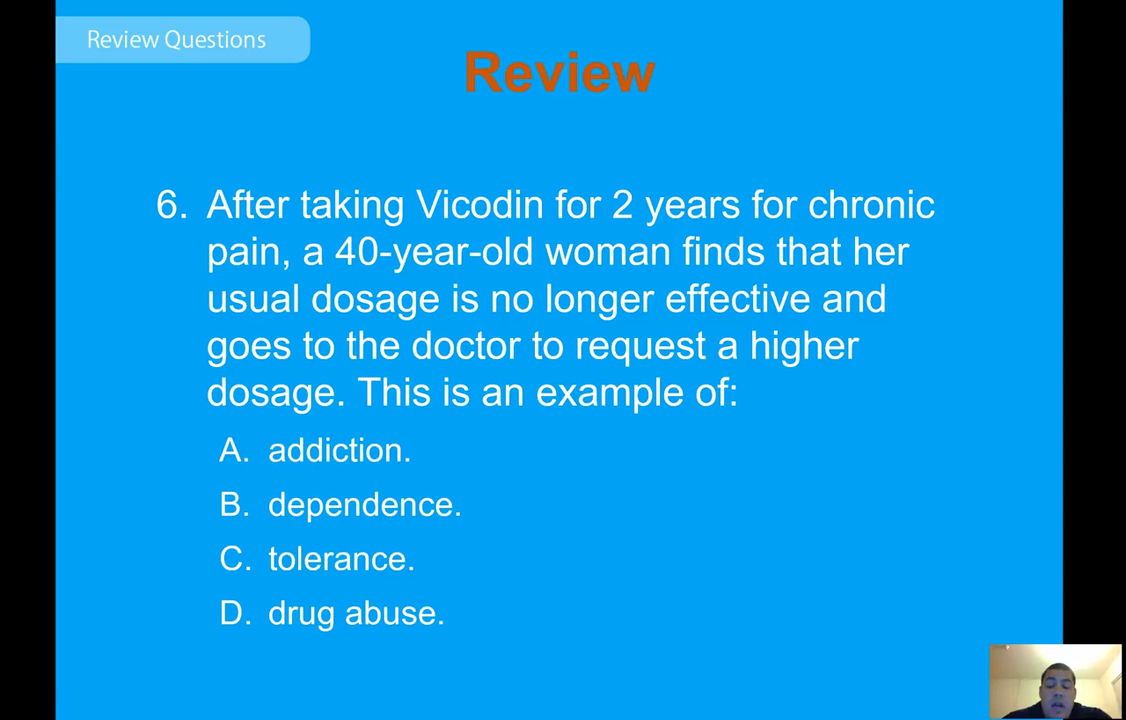 Review Questions
Review
6. After taking Vicodin for 2 years for chronic
pain, a 40-year-old woman finds that her
usual dosage is no longer effective and
goes to the doctor to request a higher
dosage. This is an example of:
A. addiction.
B. dependence.
C. tolerance.
D. drug abuse.